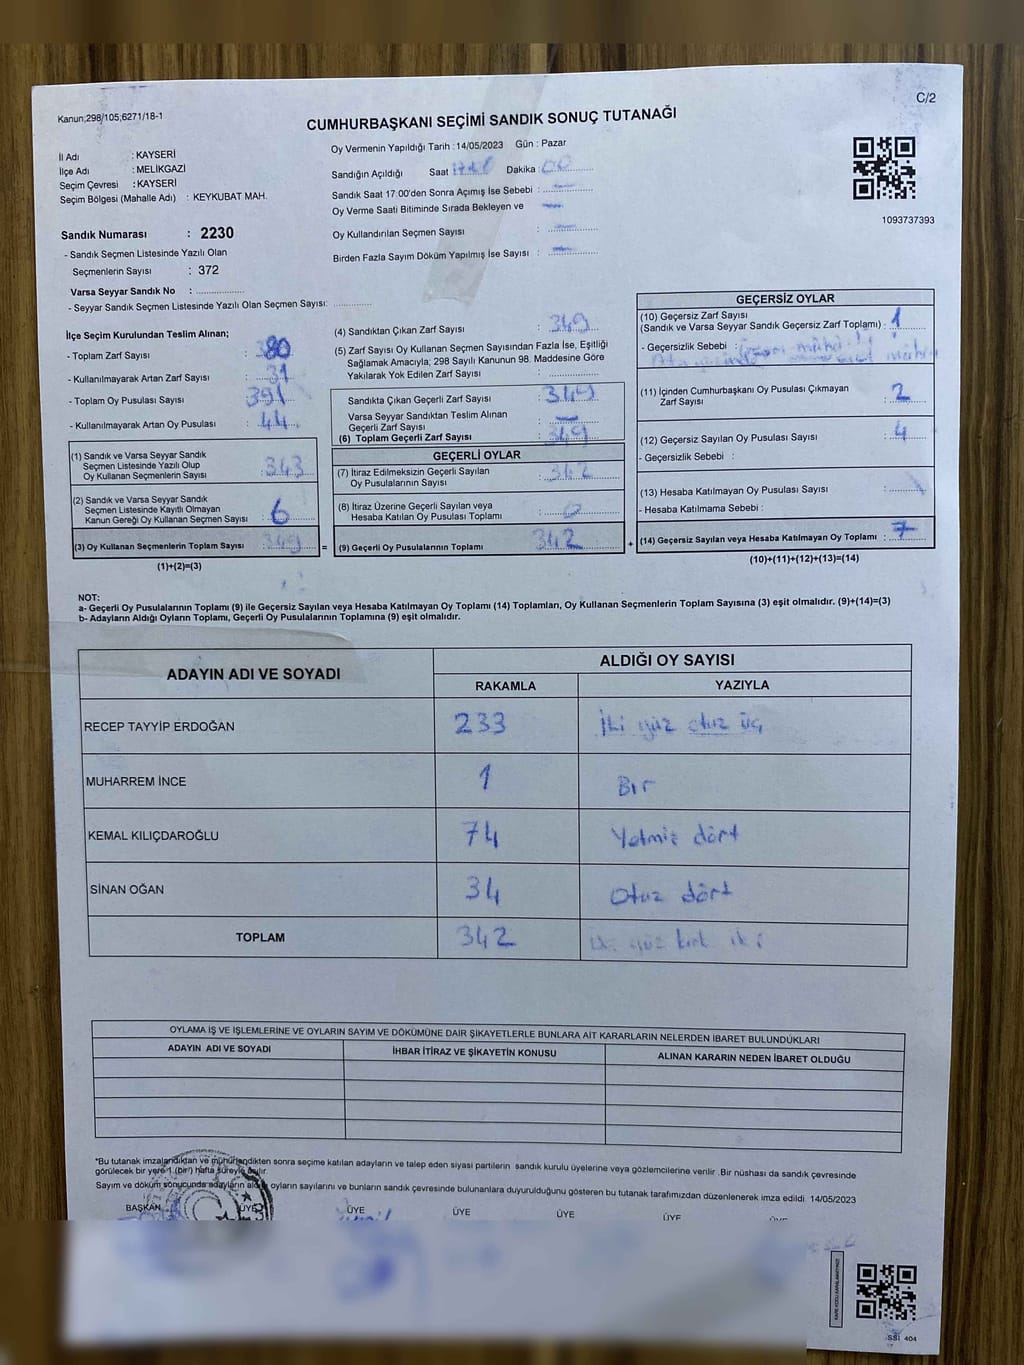 C/2
Kanun;298/105;6271/18-1
CUMHURBAŞKANI SEÇİMİ SANDIK SONUÇ TUTANAĞI
İl Adı : KAYSERİ
İlçe Adı : MELİKGAZİ
Seçim Çevresi : KAYSERİ
Seçim Bölgesi (Mahalle Adı) : KEYKUBAT MAH.
Sandık Numarası : 2230
- Sandık Seçmen Listesinde Yazılı Olan
Seçmenlerin Sayısı : 372
Varsa Seyyar Sandık No :
- Seyyar Sandık Seçmen Listesinde Yazılı Olan Seçmen Sayısı:
Oy Vermenin Yapıldığı Tarih :14/05/2023 Gün : Pazar
Sandığın Açıldığı Saat Dakika : 00
Sandık Saat 17:00'den Sonra Açımış İse Sebebi : —
Oy Verme Saati Bitiminde Sırada Bekleyen ve —
Oy Kullandırılan Seçmen Sayısı : —
Birden Fazla Sayım Döküm Yapılmış İse Sayısı : —
1093737393
İlçe Seçim Kurulundan Teslim Alınan;
- Toplam Zarf Sayısı : 80
- Kullanılmayarak Artan Zarf Sayısı : 31
- Toplam Oy Pusulası Sayısı : 391
- Kullanılmayarak Artan Oy Pusulası : 44
(1) Sandık ve Varsa Seyyar Sandık
Seçmen Listesinde Yazılı Olup
Oy Kullanan Seçmenlerin Sayısı : 343
(2) Sandık ve Varsa Seyyar Sandık
Seçmen Listesinde Kayıtlı Olmayan
Kanun Gereği Oy Kullanan Seçmen Sayısı : 6
(3) Oy Kullanan Seçmenlerin Toplam Sayısı : 349 =
(1)+(2)=(3)
(4) Sandıktan Çıkan Zarf Sayısı : 349
(5) Zarf Sayısı Oy Kullanan Seçmen Sayısından Fazla İse, Eşitliği
Sağlamak Amacıyla; 298 Sayılı Kanunun 98. Maddesine Göre
Yakılarak Yok Edilen Zarf Sayısı :
Sandıkta Çıkan Geçerli Zarf Sayısı : 349
Varsa Seyyar Sandıktan Teslim Alınan
Geçerli Zarf Sayısı : —
(6) Toplam Geçerli Zarf Sayısı : 349
GEÇERLİ OYLAR
(7) İtiraz Edilmeksizin Geçerli Sayılan
Oy Pusulalarının Sayısı : 342
(8) İtiraz Üzerine Geçerli Sayılan veya
Hesaba Katılan Oy Pusulası Toplamı : 0
(9) Geçerli Oy Pusulalarının Toplamı : 342 +
GEÇERSİZ OYLAR
(10) Geçersiz Zarf Sayısı
(Sandık ve Varsa Seyyar Sandık Geçersiz Zarf Toplamı) : 1
- Geçersizlik Sebebi :
(11) İçinden Cumhurbaşkanı Oy Pusulası Çıkmayan
Zarf Sayısı : 2
(12) Geçersiz Sayılan Oy Pusulası Sayısı : 4
- Geçersizlik Sebebi :
(13) Hesaba Katılmayan Oy Pusulası Sayısı :
- Hesaba Katılmama Sebebi :
(14) Geçersiz Sayılan veya Hesaba Katılmayan Oy Toplamı : 7
(10)+(11)+(12)+(13)=(14)
NOT:
a- Geçerli Oy Pusulalarının Toplamı (9) ile Geçersiz Sayılan veya Hesaba Katılmayan Oy Toplamı (14) Toplamları, Oy Kullanan Seçmenlerin Toplam Sayısına (3) eşit olmalıdır. (9)+(14)=(3)
b- Adayların Aldığı Oyların Toplamı, Geçerli Oy Pusulalarının Toplamına (9) eşit olmalıdır.
ADAYIN ADI VE SOYADI ALDIĞI OY SAYISI
RAKAMLA YAZIYLA
RECEP TAYYİP ERDOĞAN 233 İki yüz otuz üç
MUHARREM İNCE 1 Bir
KEMAL KILIÇDAROĞLU 74 Yetmiş dört
SİNAN OĞAN 34 Otuz dört
TOPLAM 342 Üç yüz kırk iki
OYLAMA İŞ VE İŞLEMLERİNE VE OYLARIN SAYIM VE DÖKÜMÜNE DAİR ŞİKAYETLERLE BUNLARA AİT KARARLARIN NELERDEN İBARET BULUNDUKLARI
ADAYIN ADI VE SOYADI İHBAR İTİRAZ VE ŞİKAYETİN KONUSU ALINAN KARARIN NEDEN İBARET OLDUĞU
*Bu tutanak imzalandıktan ve mühürlendikten sonra seçime katılan adayların ve talep eden siyasi partilerin sandık kurulu üyelerine veya gözlemcilerine verilir .Bir nüshası da sandık çevresinde
görülecek bir yere 1 (bir ) hafta süreyle asılır.
Sayım ve döküm sonucunda adayların aldığı oyların sayılarını ve bunların sandık çevresinde bulunanlara duyurulduğunu gösteren bu tutanak tarafımızdan düzenlenerek imza edildi 14/05/2023
BAŞKAN ÜYE ÜYE ÜYE ÜYE ÜYE ÜYE
SSİ 404